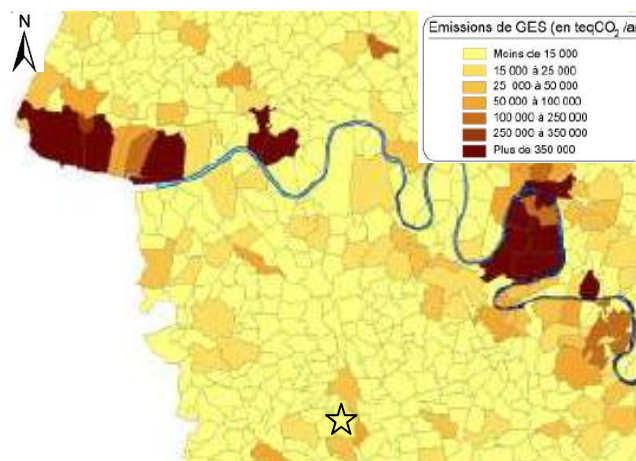 N
Emissions de GES (en teqCO₂ /a
Moins de 15 000
15 000 à 25 000
25 000 à 50 000
50 000 à 100 000
100 000 à 250 000
250 000 à 350 000
Plus de 350 000